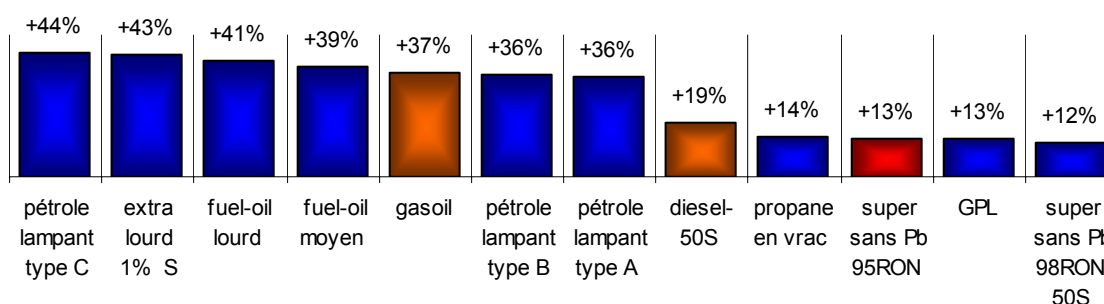 +44% +43% +41% +39% +37% +36% +36% +19% +14% +13% +13% +12%
pétrole extra fuel-oil fuel-oil gasoil pétrole pétrole diesel- propane super GPL super
lampant lourd lourd moyen lampant lampant 50S en vrac sans Pb sans Pb
type C 1% S type B type A 95RON 98RON
50S